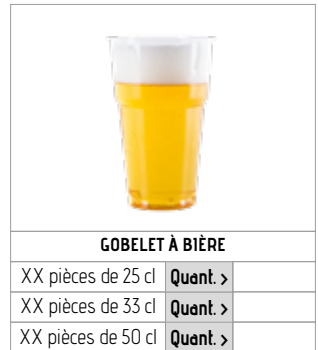 GOBELET À BIÈRE
XX pièces de 25 cl Quant. >
XX pièces de 33 cl Quant. >
XX pièces de 50 cl Quant. >